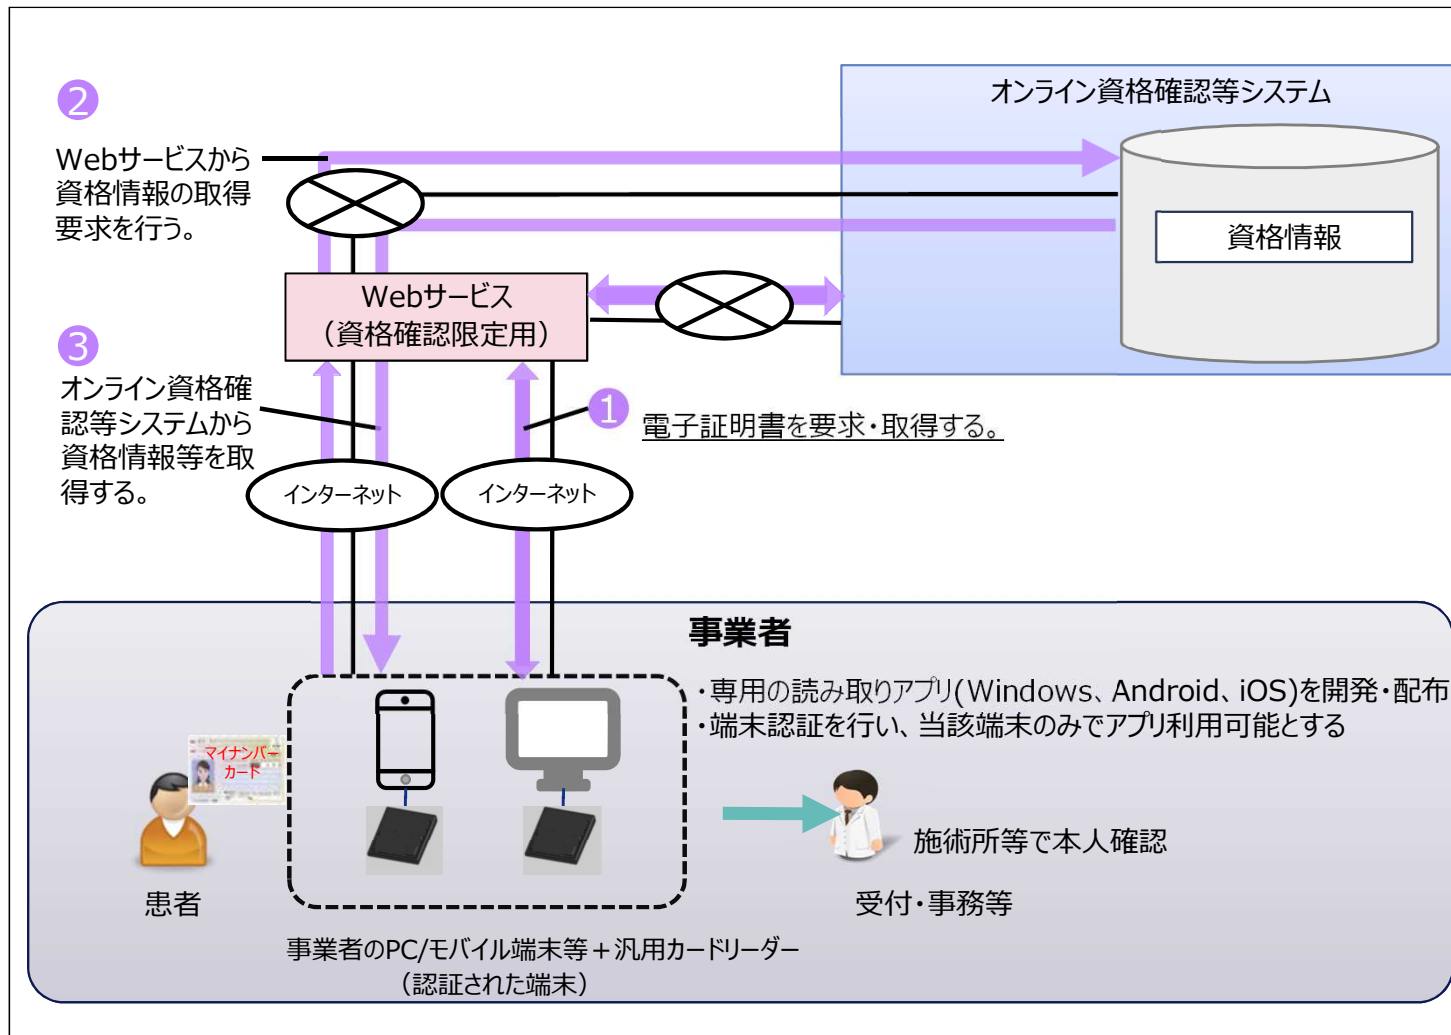 オンライン資格確認等システム
資格情報
2
Webサービスから
資格情報の取得
要求を行う。
Webサービス
（資格確認限定用）
3
オンライン資格確
認等システムから
資格情報等を取
得する。
1
電子証明書を要求・取得する。
インターネット
インターネット
事業者
・専用の読み取りアプリ(Windows、Android、iOS)を開発・配布
・端末認証を行い、当該端末のみでアプリ利用可能とする
マイナンバー
カード
患者
施術所等で本人確認
受付・事務等
事業者のPC/モバイル端末等＋汎用カードリーダー
（認証された端末）